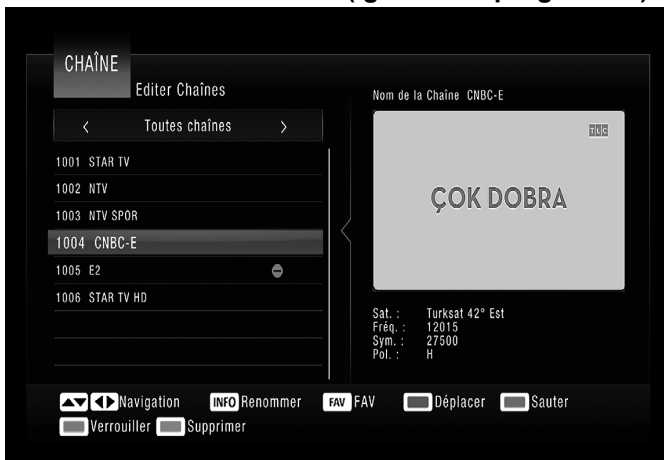 CHAÎNE
Editer Chaînes
Nom de la Chaîne CNBC-E
Toutes chaînes
TLC
ÇOK DOBRA
1001 STAR TV
1002 NTV
1003 NTV SPOR
1004 CNBC-E
1005 E2
1006 STAR TV HD
Sat. : Turksat 42° Est
Fréq. : 12015
Sym. : 27500
Pol. : H
Navigation INFO Renommer FAV FAV Déplacer Sauter
Verrouiller Supprimer